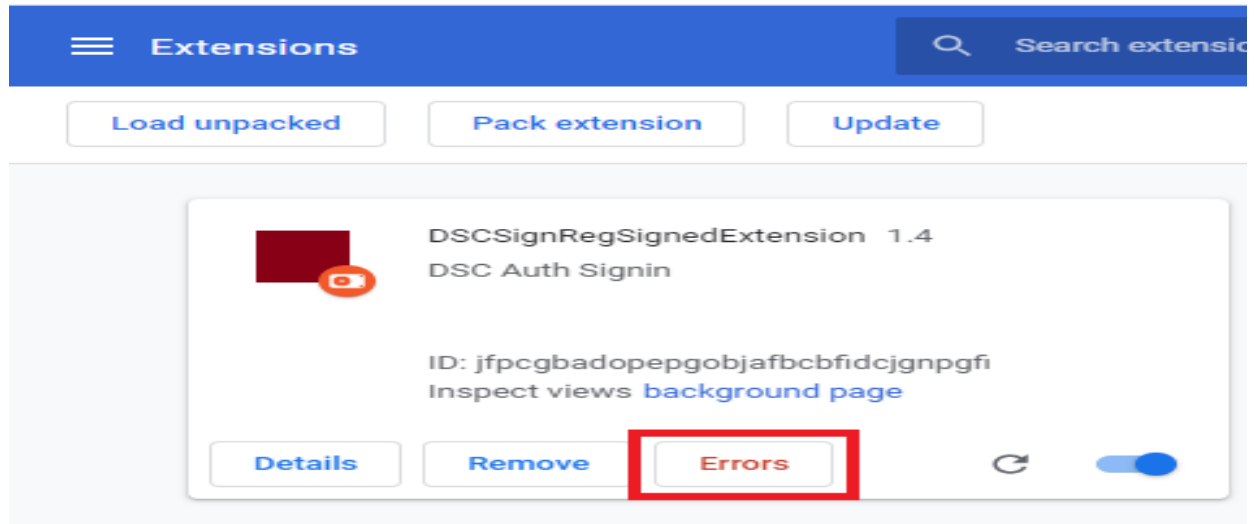 Extensions
Search extensio
Load unpacked Pack extension Update
DSCSignRegSignedExtension 1.4
DSC Auth Signin
ID: jfpcgbadopepgobjafbcbfidcjgnpgfi
Inspect views background page
Details Remove Errors